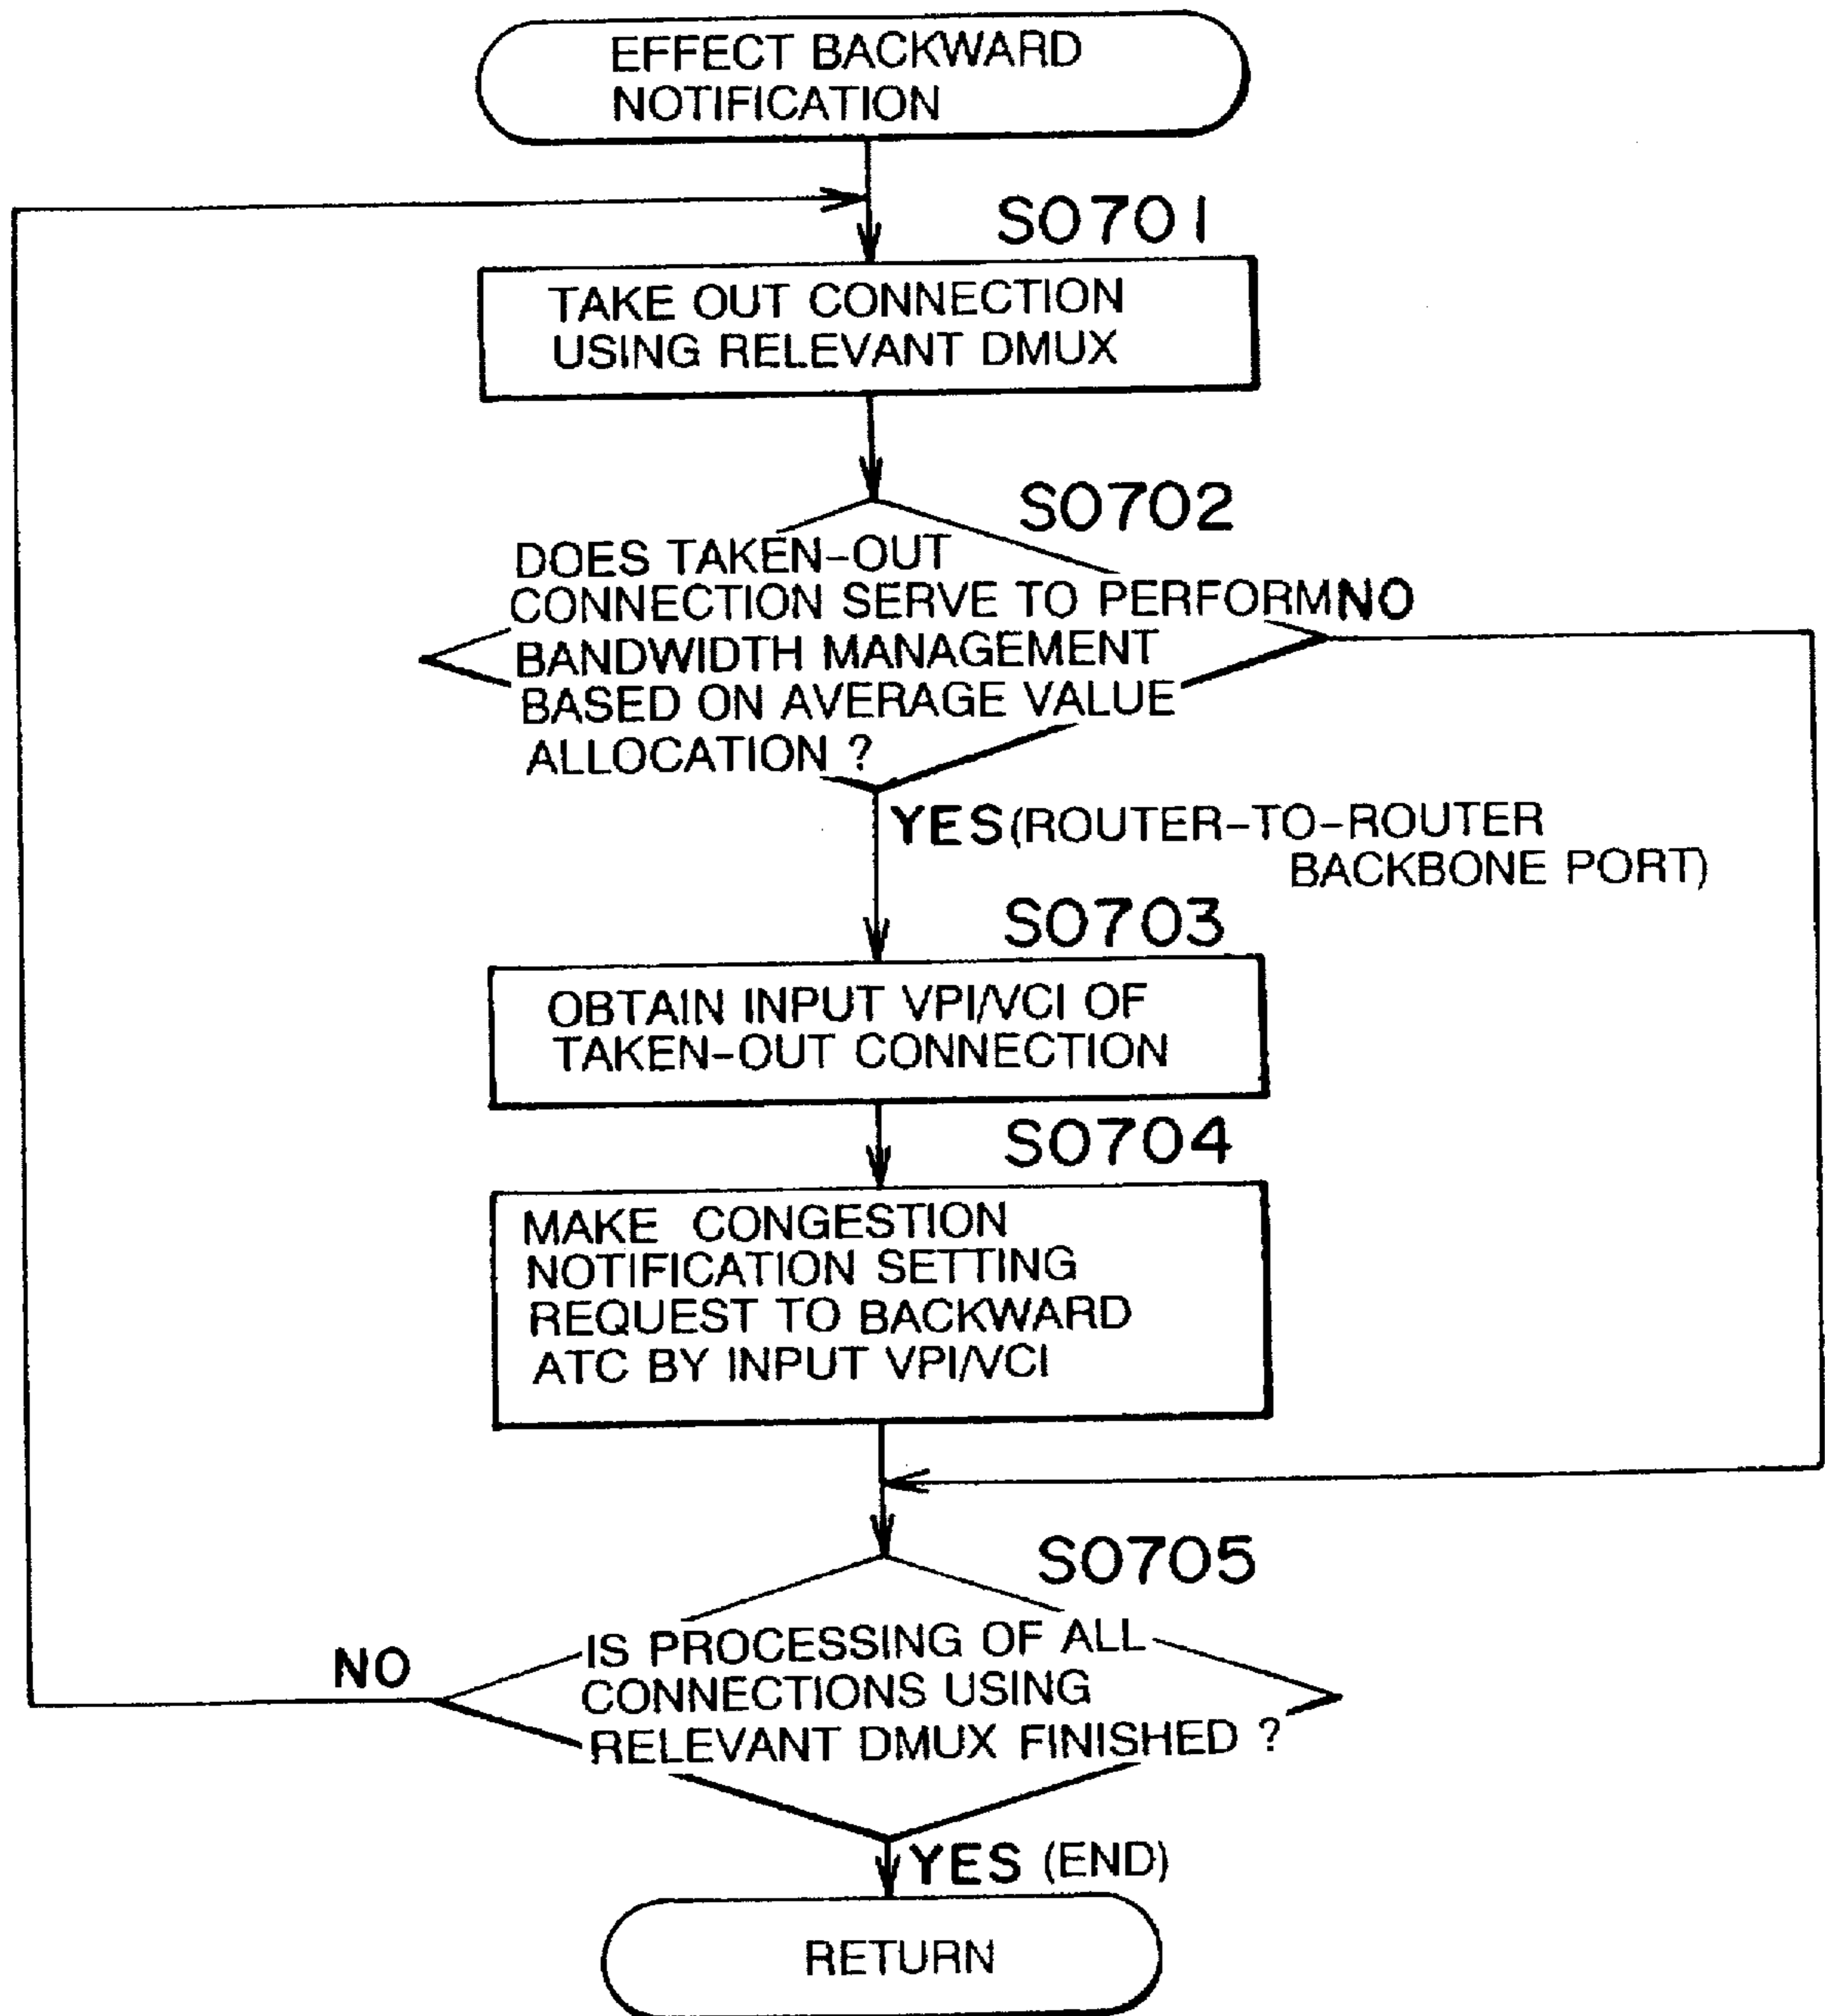 EFFECT BACKWARD
NOTIFICATION
S0701
TAKE OUT CONNECTION
USING RELEVANT DMUX
S0702
DOES TAKEN-OUT
CONNECTION SERVE TO PERFORM
NO
BANDWIDTH MANAGEMENT
BASED ON AVERAGE VALUE
ALLOCATION ?
YES (ROUTER-TO-ROUTER
BACKBONE PORT)
S0703
OBTAIN INPUT VPI/VCI OF
TAKEN-OUT CONNECTION
S0704
MAKE CONGESTION
NOTIFICATION SETTING
REQUEST TO BACKWARD
ATC BY INPUT VPI/VCI
S0705
IS PROCESSING OF ALL
NO
CONNECTIONS USING
RELEVANT DMUX FINISHED ?
YES (END)
RETURN